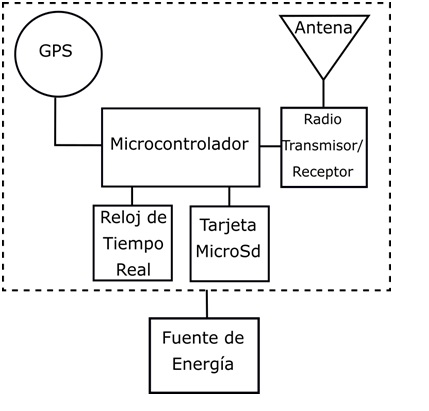 GPS
Antena
Microcontrolador
Radio
Transmisor/
Receptor
Reloj de
Tiempo
Real
Tarjeta
MicroSd
Fuente de
Energía